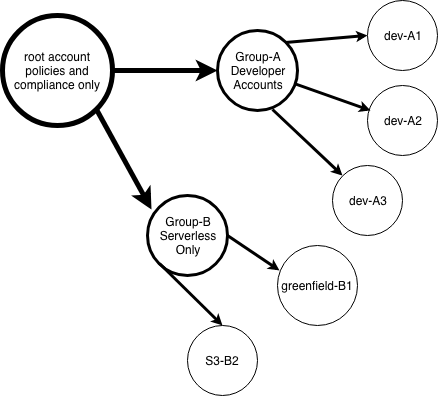 root account
policies and
compliance only
Group-A
Developer
Accounts
dev-A1
dev-A2
dev-A3
Group-B
Serverless
Only
greenfield-B1
S3-B2